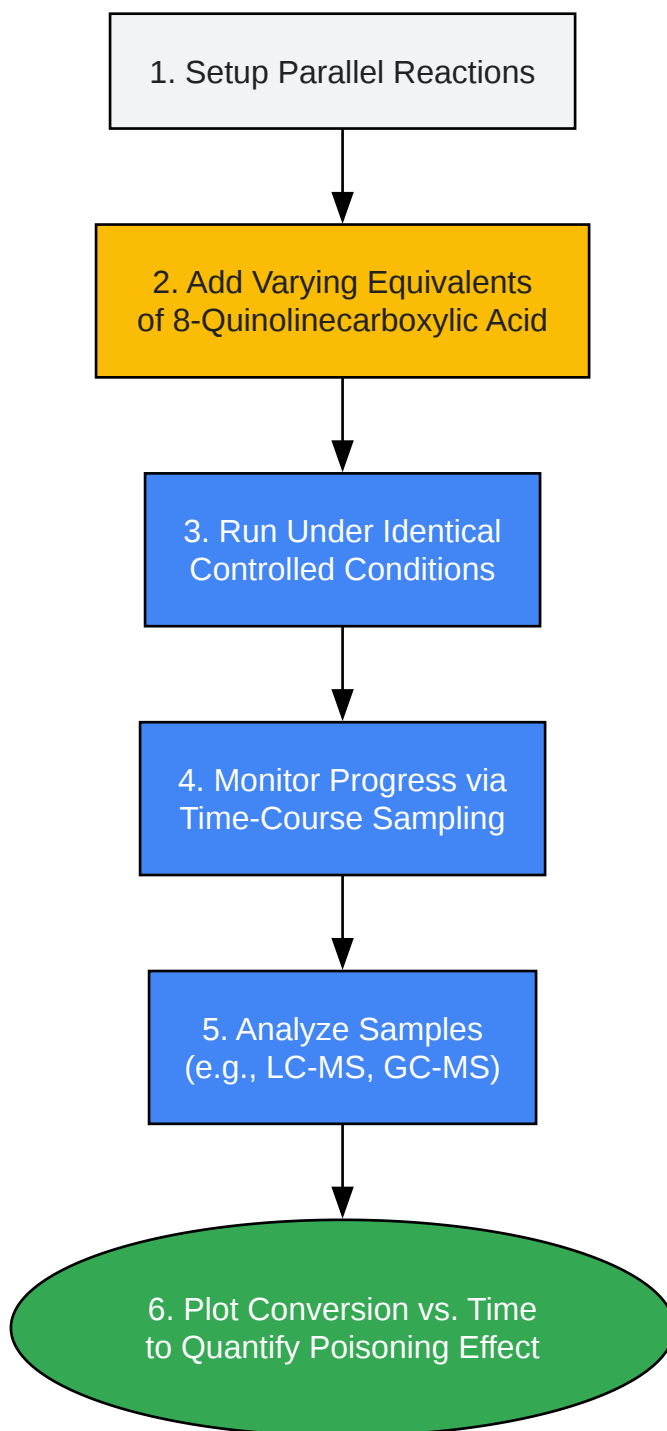 1. Setup Parallel Reactions
2. Add Varying Equivalents
of 8-Quinolinecarboxylic Acid
3. Run Under Identical
Controlled Conditions
4. Monitor Progress via
Time-Course Sampling
5. Analyze Samples
(e.g., LC-MS, GC-MS)
6. Plot Conversion vs. Time
to Quantify Poisoning Effect